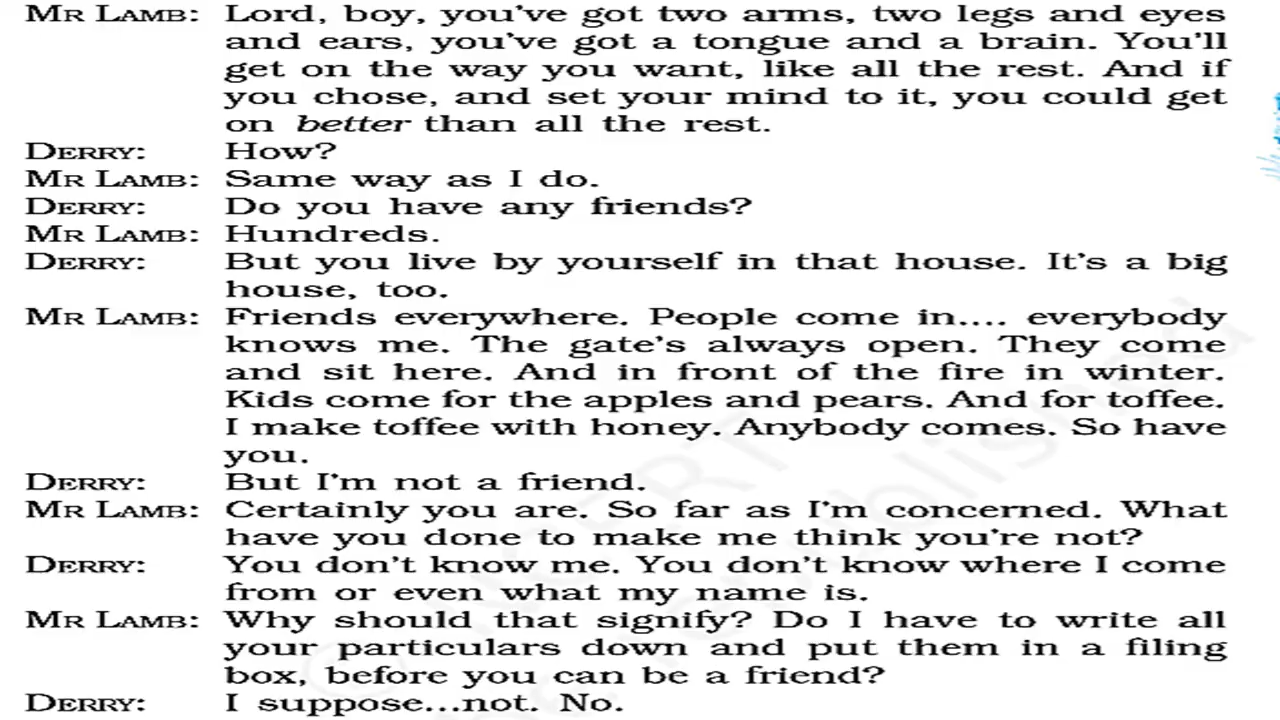 MR LAMB: Lord, boy, you've got two arms, two legs and eyes
and ears, you've got a tongue and a brain. You'll
get on the way you want, like all the rest. And if
you chose, and set your mind to it, you could get
on better than all the rest.
DERRY: How?
MR LAMB: Same way as I do.
DERRY: Do you have any friends?
MR LAMB: Hundreds.
DERRY: But you live by yourself in that house. It's a big
house, too.
MR LAMB: Friends everywhere. People come in.... everybody
knows me. The gate's always open. They come
and sit here. And in front of the fire in winter.
Kids come for the apples and pears. And for toffee.
I make toffee with honey. Anybody comes. So have
you.
DERRY: But I'm not a friend.
MR LAMB: Certainly you are. So far as I'm concerned. What
have you done to make me think you're not?
DERRY: You don't know me. You don't know where I come
from or even what my name is.
MR LAMB: Why should that signify? Do I have to write all
your particulars down and put them in a filing
box, before you can be a friend?
DERRY: I suppose...not. No.
© NCERT